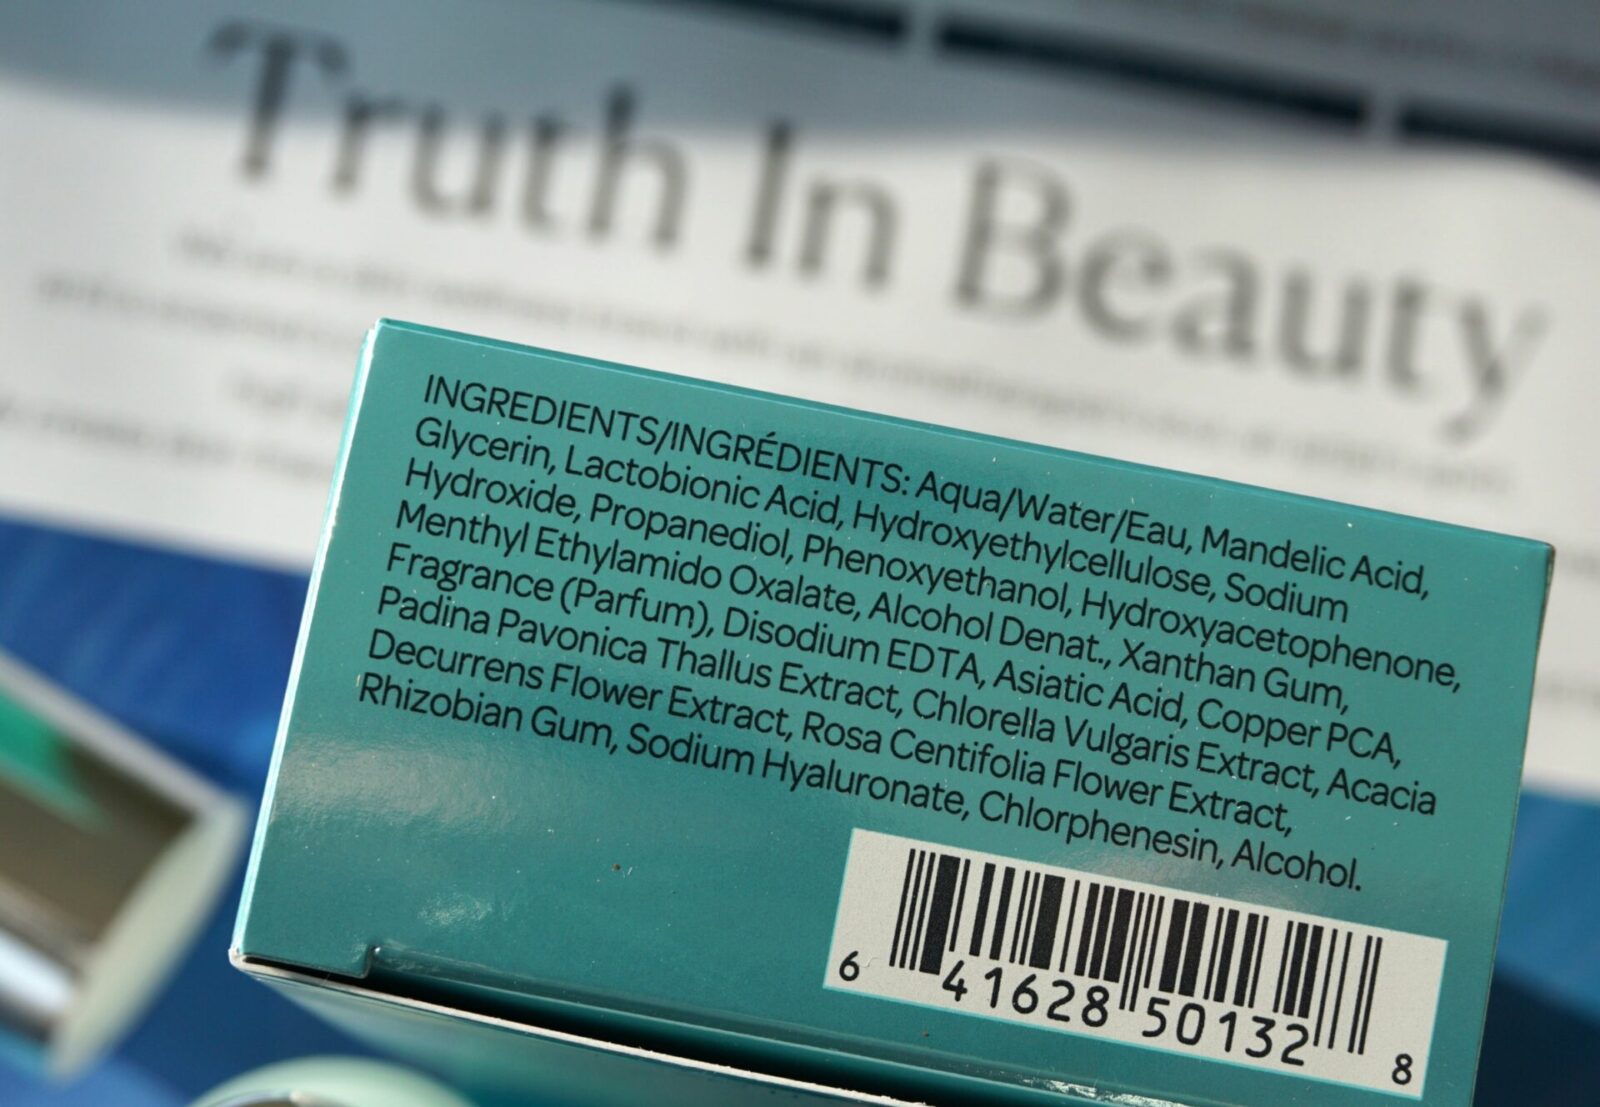 Truth In Beauty
INGREDIENTS/INGRÉDIENTS: Aqua/Water/Eau, Mandelic Acid,
Glycerin, Lactobionic Acid, Hydroxyethylcellulose, Sodium
Hydroxide, Propanediol, Phenoxyethanol, Hydroxyacetophenone,
Menthyl Ethylamido Oxalate, Alcohol Denat., Xanthan Gum,
Fragrance (Parfum), Disodium EDTA, Asiatic Acid, Copper PCA,
Padina Pavonica Thallus Extract, Chlorella Vulgaris Extract, Acacia
Decurrens Flower Extract, Rosa Centifolia Flower Extract,
Rhizobian Gum, Sodium Hyaluronate, Chlorphenesin, Alcohol.
6 41628 50132 8